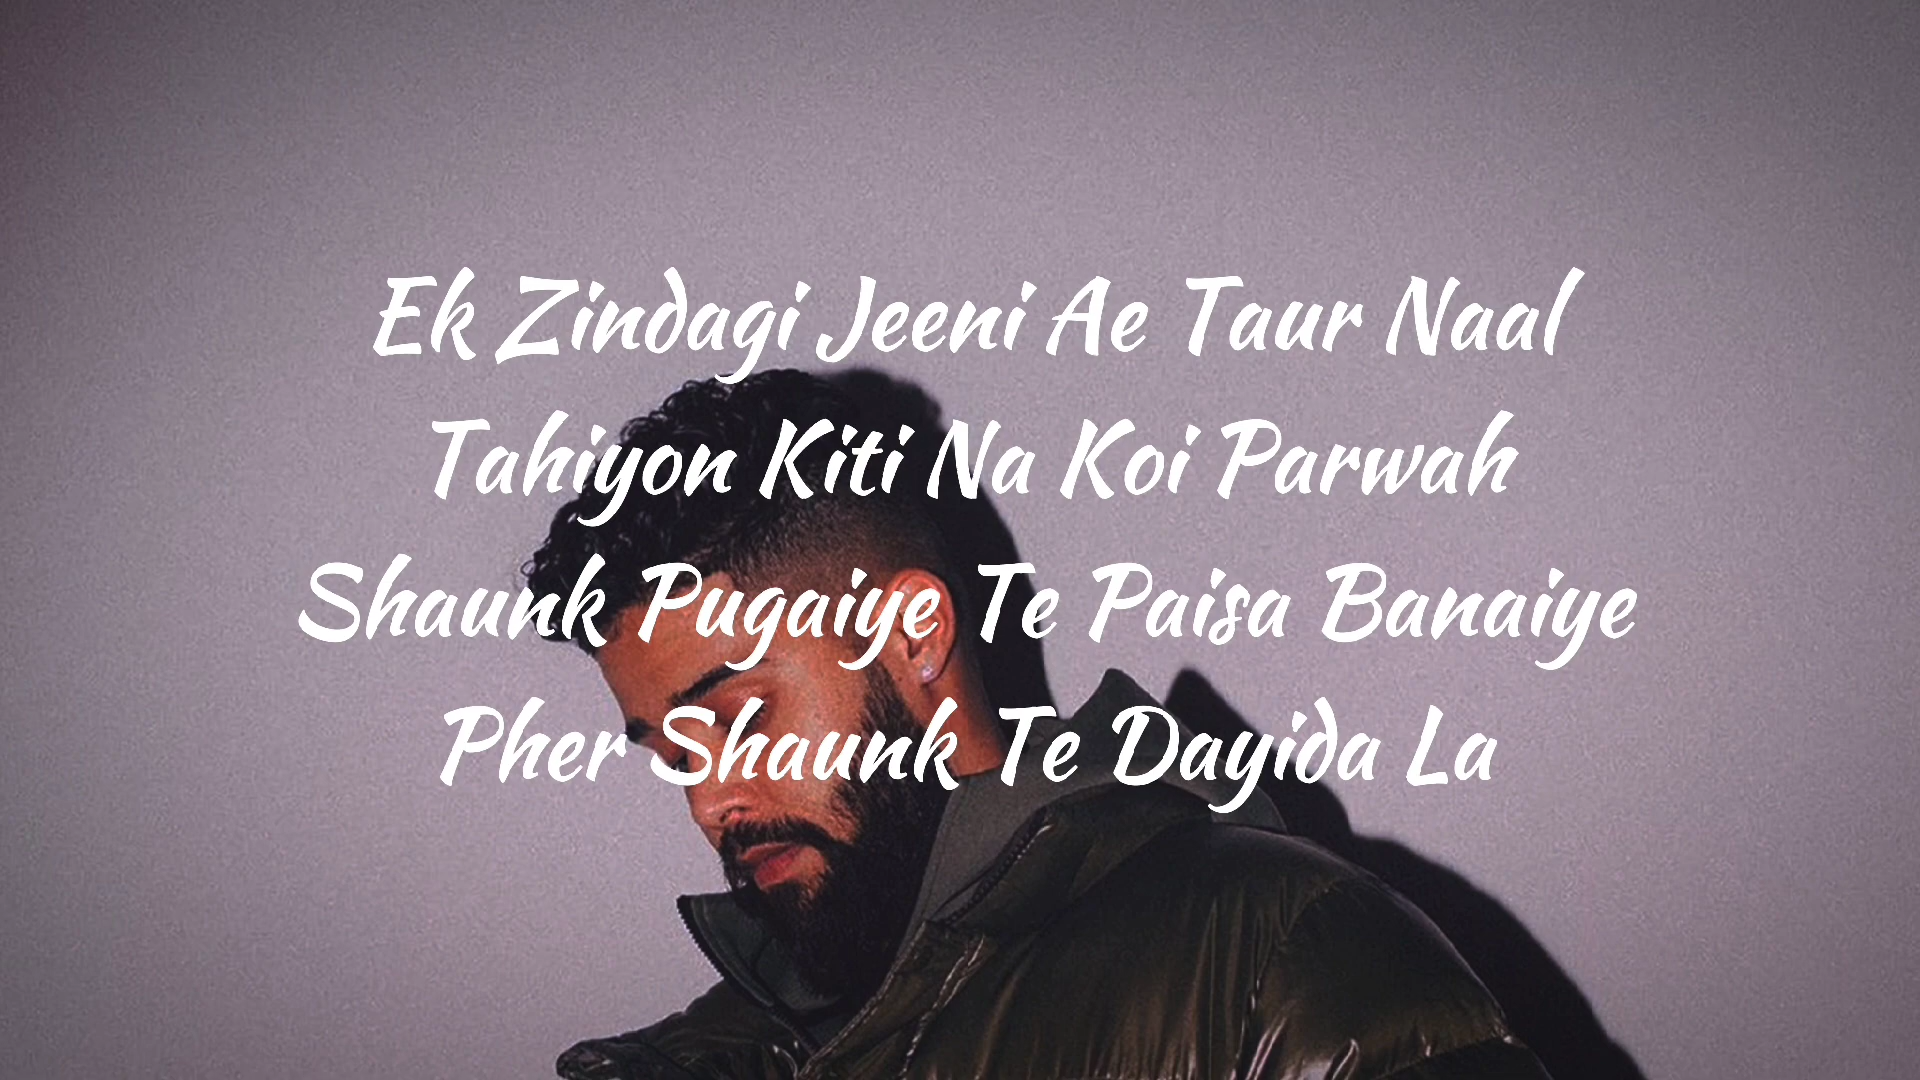 Ek Zindagi Jeeni Ae Taur Naal
Tahiyon Kiti Na Koi Parwah
Shaunk Pugaiye Te Paisa Banaiye
Pher Shaunk Te Dayida La